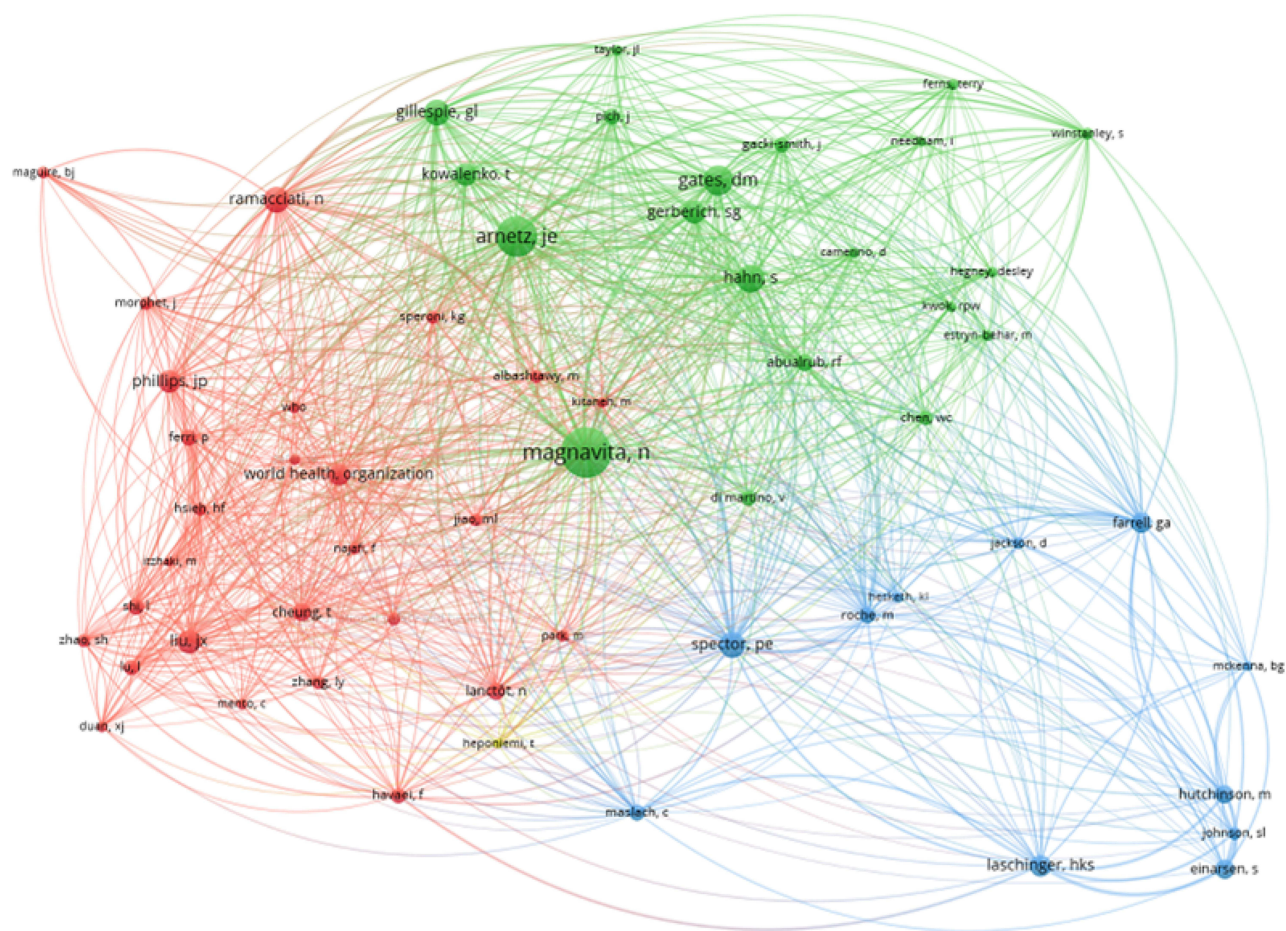 taylor, jl
ferns, terry
gillespie, gl
pich, j
winstanley, s
gacki-smith, j
needham, i
maguire, bj
kowalenko, t
gates, dm
ramacciati, n
gerberich, sg
arnetz, je
camerino, d
hegney, desley
hahn, s
morphet, j
kwok, rpw
speroni, kg
estryn-behar, m
abualrub, rf
albashtawy, m
phillips, jp
kitaneh, m
who
chen, wc
ferri, p
magnavita, n
world health, organization
di martino, v
hsieh, hf
jiao, ml
farrell, ga
jackson, d
najafi, f
itzhaki, m
hesketh, kl
shi, l
cheung, t
roche, m
park, m
zhao, sh
liu, jx
spector, pe
lu, l
mckenna, bg
zhang, ly
lanctôt, n
mento, c
duan, xj
heponiemi, t
havaei, f
hutchinson, m
maslach, c
johnson, sl
laschinger, hks
einarsen, s